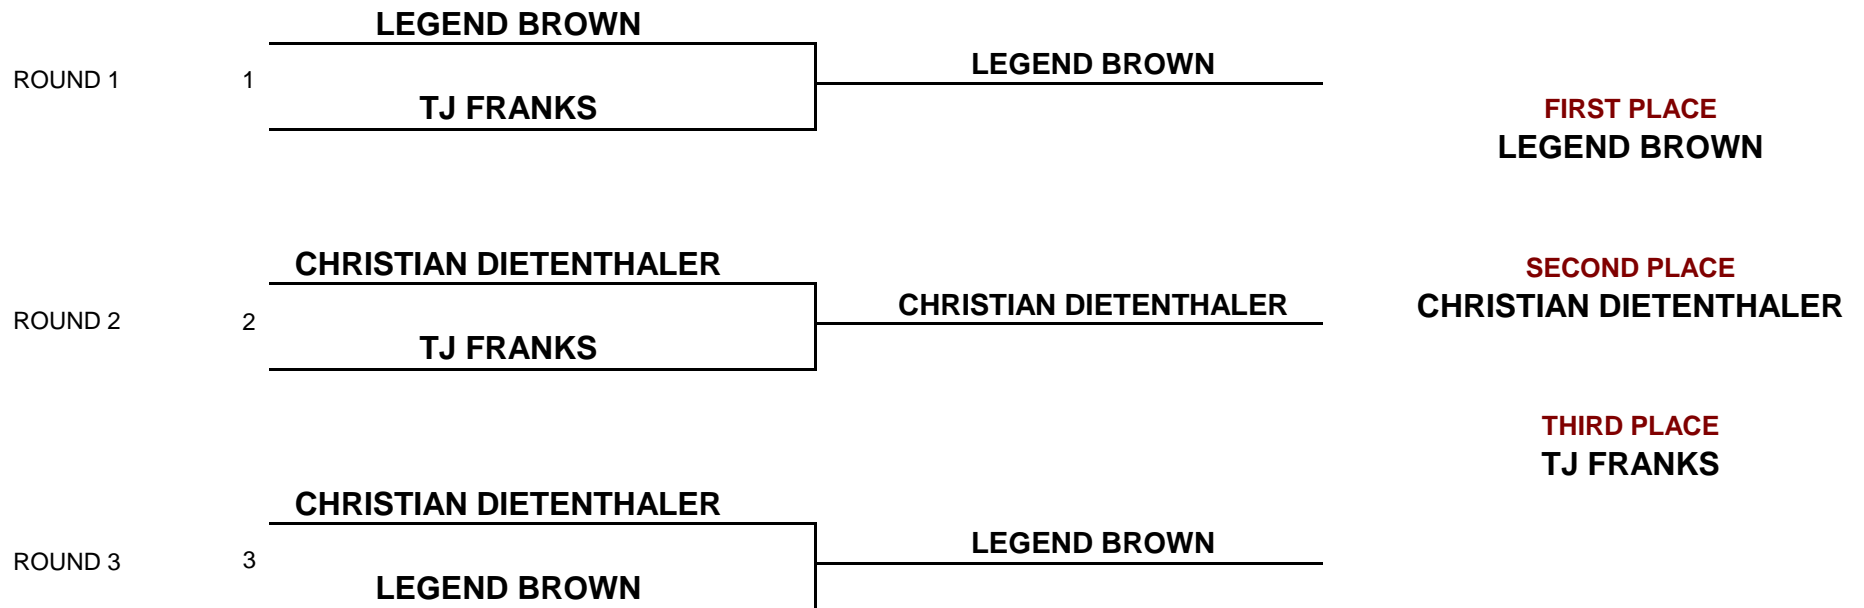 LEGEND BROWN
ROUND 1
1
LEGEND BROWN
TJ FRANKS
FIRST PLACE
LEGEND BROWN
CHRISTIAN DIETENTHALER
SECOND PLACE
ROUND 2
2
CHRISTIAN DIETENTHALER
CHRISTIAN DIETENTHALER
TJ FRANKS
THIRD PLACE
TJ FRANKS
CHRISTIAN DIETENTHALER
ROUND 3
3
LEGEND BROWN
LEGEND BROWN